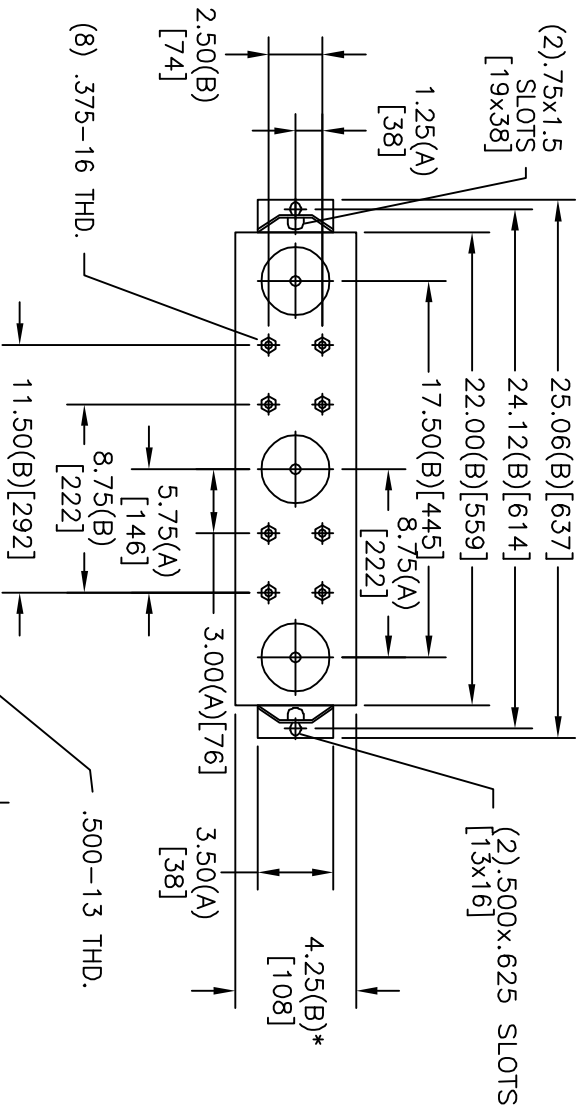 (2).75x1.5
SLOTS
[19x38]
1.25(A)
[38]
2.50(B)
[74]
(8) .375-16 THD.
25.06(B)[637]
24.12(B)[614]
22.00(B)[559]
17.50(B)[445]
8.75(A)
[222]
3.00(A)[76]
5.75(A)
[146]
8.75(B)
[222]
11.50(B)[292]
(2).500x.625 SLOTS
[13x16]
4.25(B)*
[108]
3.50(A)
[38]
.500-13 THD.